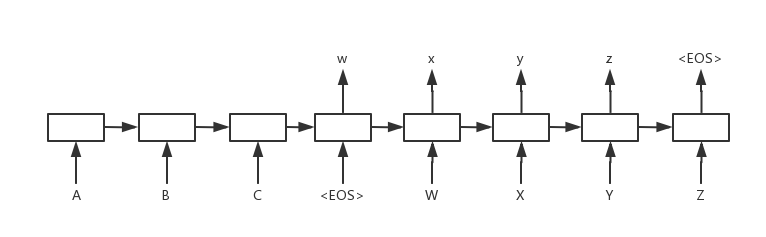 w x y z <EOS>
A B C <EOS> W X Y Z